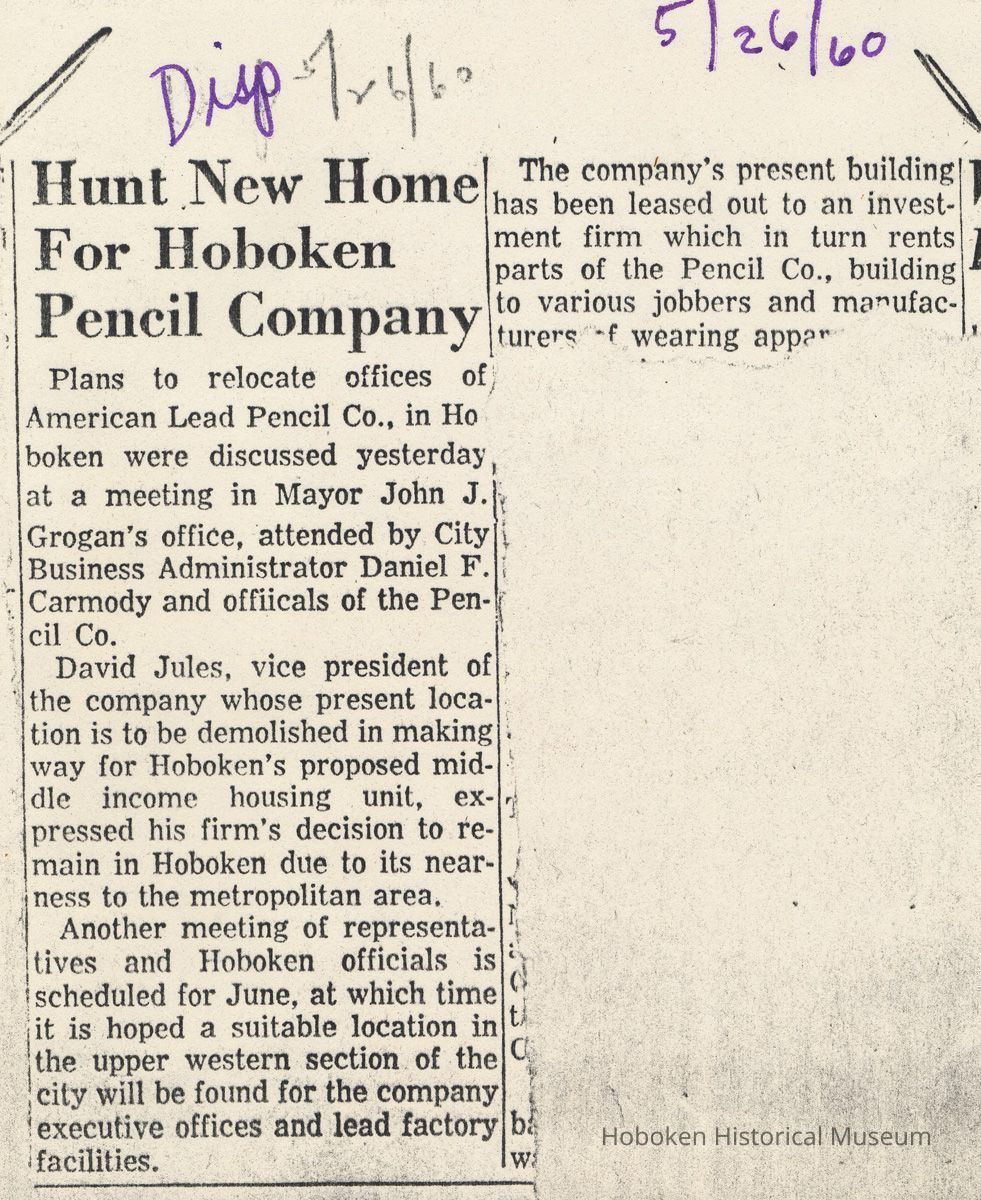 Disp 5/26/60
5/26/60
Hunt New Home
For Hoboken
Pencil Company
Plans to relocate offices of
American Lead Pencil Co., in Ho
boken were discussed yesterday
at a meeting in Mayor John J.
Grogan's office, attended by City
Business Administrator Daniel F.
Carmody and offiicals of the Pen-
cil Co.
David Jules, vice president of
the company whose present loca-
tion is to be demolished in making
way for Hoboken's proposed mid-
dle income housing unit, ex-
pressed his firm's decision to re-
main in Hoboken due to its near-
ness to the metropolitan area.
Another meeting of representa-
tives and Hoboken officials is
scheduled for June, at which time
it is hoped a suitable location in
the upper western section of the
city will be found for the company
executive offices and lead factory
facilities.
The company's present building
has been leased out to an invest-
ment firm which in turn rents
parts of the Pencil Co., building
to various jobbers and manufac-
turers of wearing
Hoboken Historical Museum